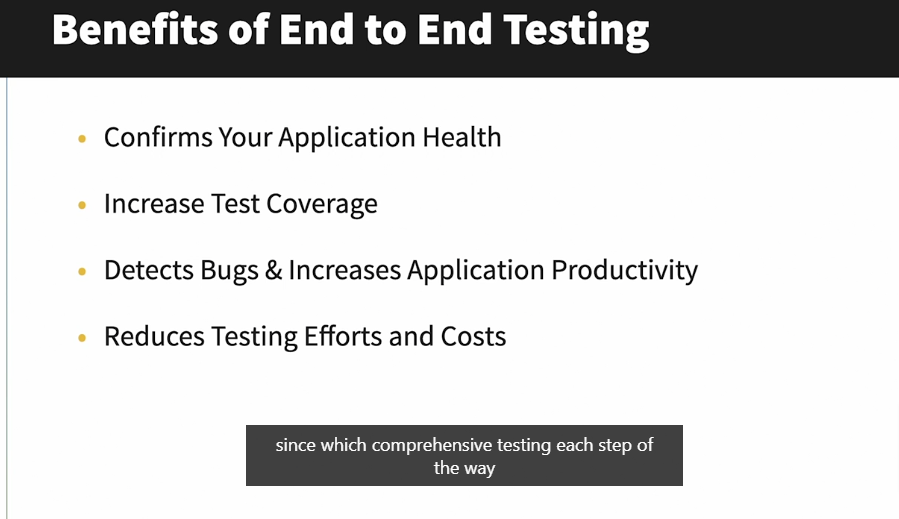 Benefits of End to End Testing
• Confirms Your Application Health
• Increase Test Coverage
• Detects Bugs & Increases Application Productivity
• Reduces Testing Efforts and Costs
since which comprehensive testing each step of
the way